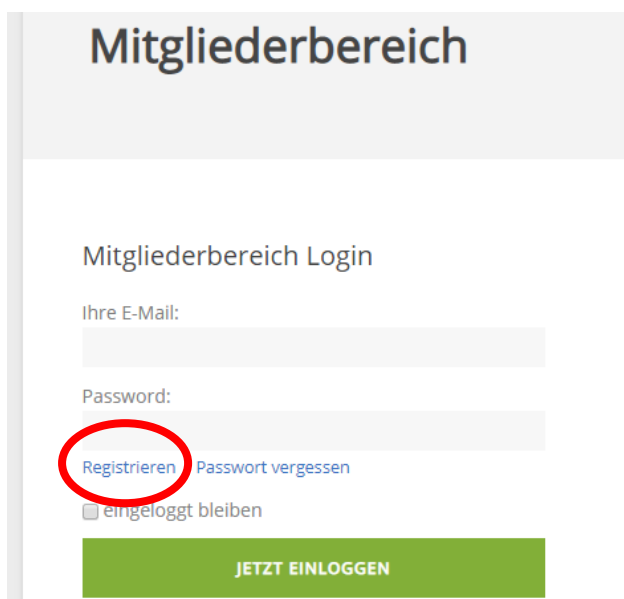 Mitgliederbereich
Mitgliederbereich Login
Ihre E-Mail:
Password:
Registrieren Passwort vergessen
eingeloggt bleiben
JETZT EINLOGGEN